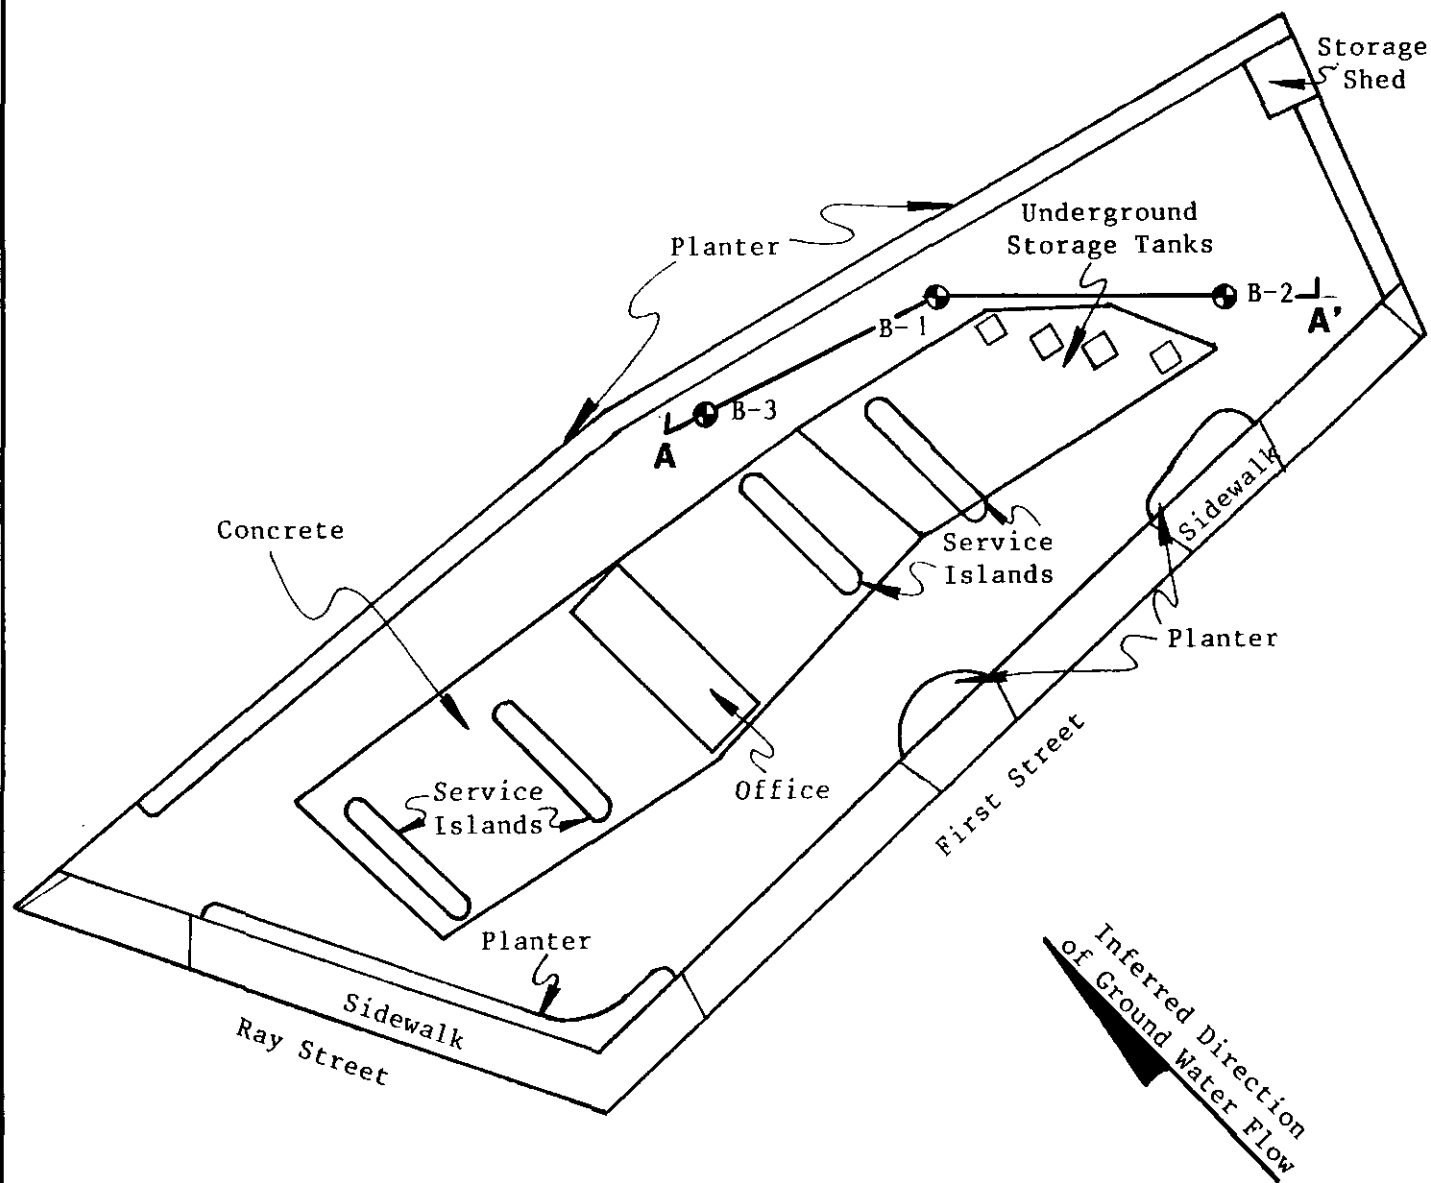 Storage
Shed
Underground
Storage Tanks
Planter
B-2
A'
B-1
B-3
A
Concrete
Service
Islands
Sidewalk
Planter
Service
Islands
Office
First Street
Planter
Sidewalk
Ray Street
Inferred Direction
of Ground Water Flow